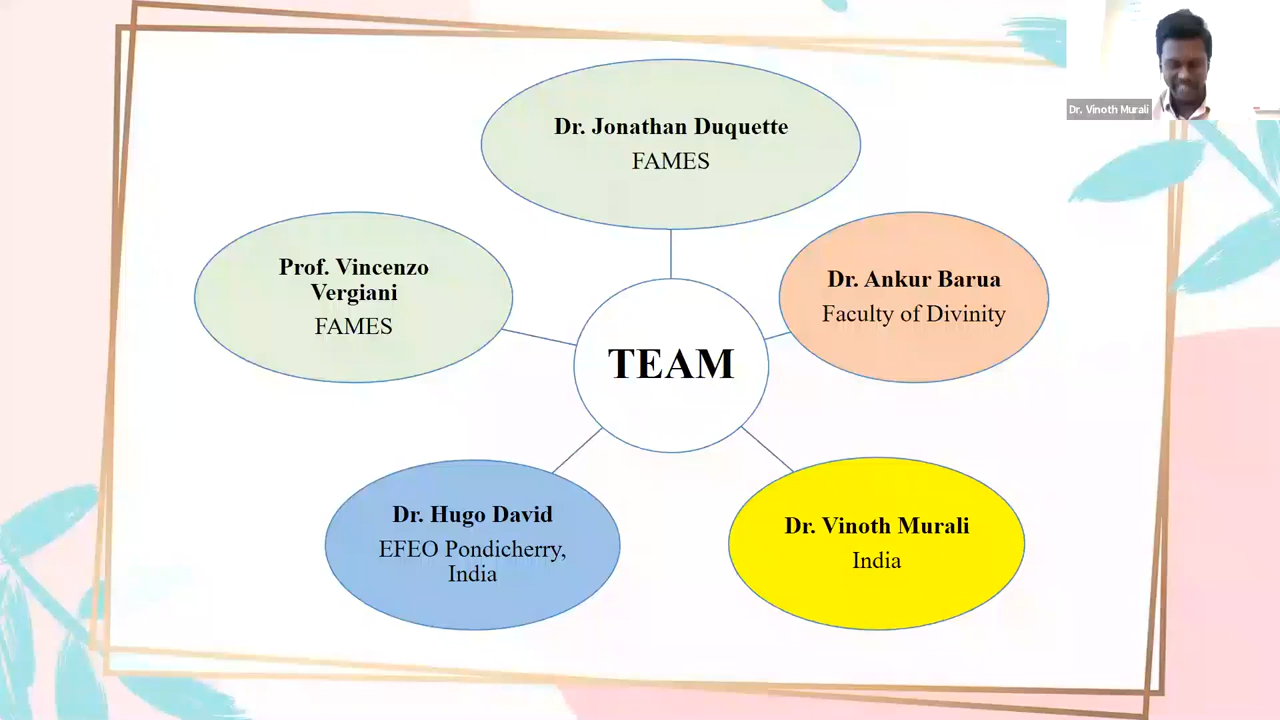 Dr. Vinoth Murali
Dr. Jonathan Duquette
FAMES
Prof. Vincenzo
Vergiani
FAMES
Dr. Ankur Barua
Faculty of Divinity
TEAM
Dr. Hugo David
EFEO Pondicherry,
India
Dr. Vinoth Murali
India